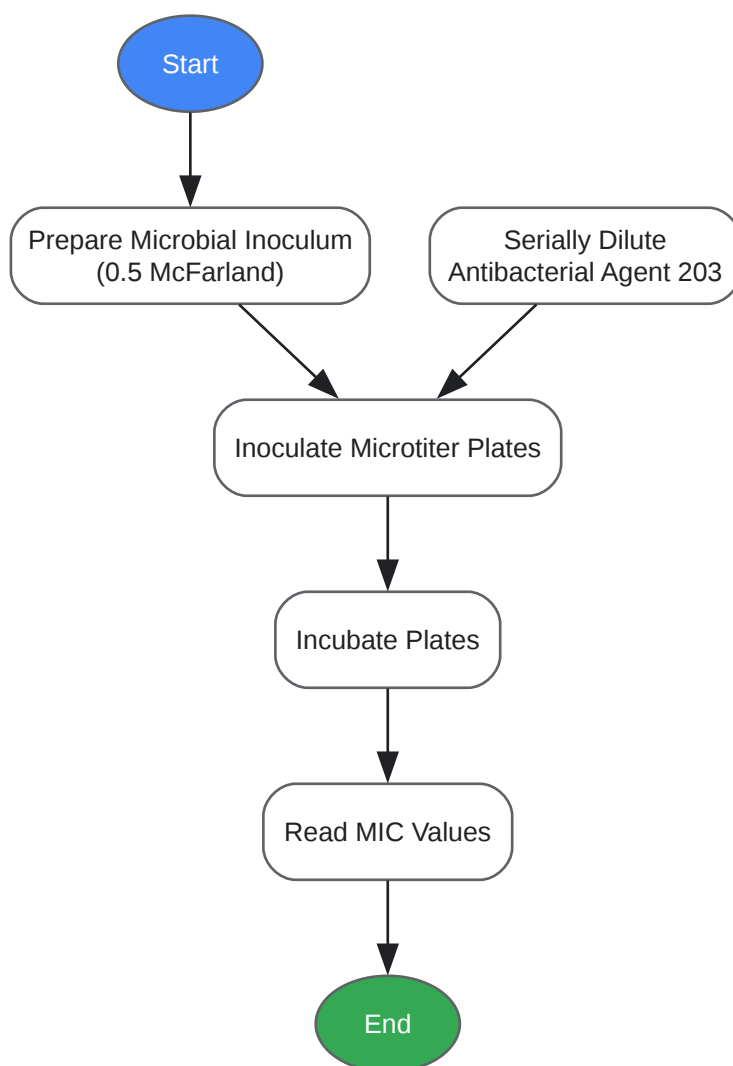 Start
Prepare Microbial Inoculum
(0.5 McFarland)
Serially Dilute
Antibacterial Agent 203
Inoculate Microtiter Plates
Incubate Plates
Read MIC Values
End